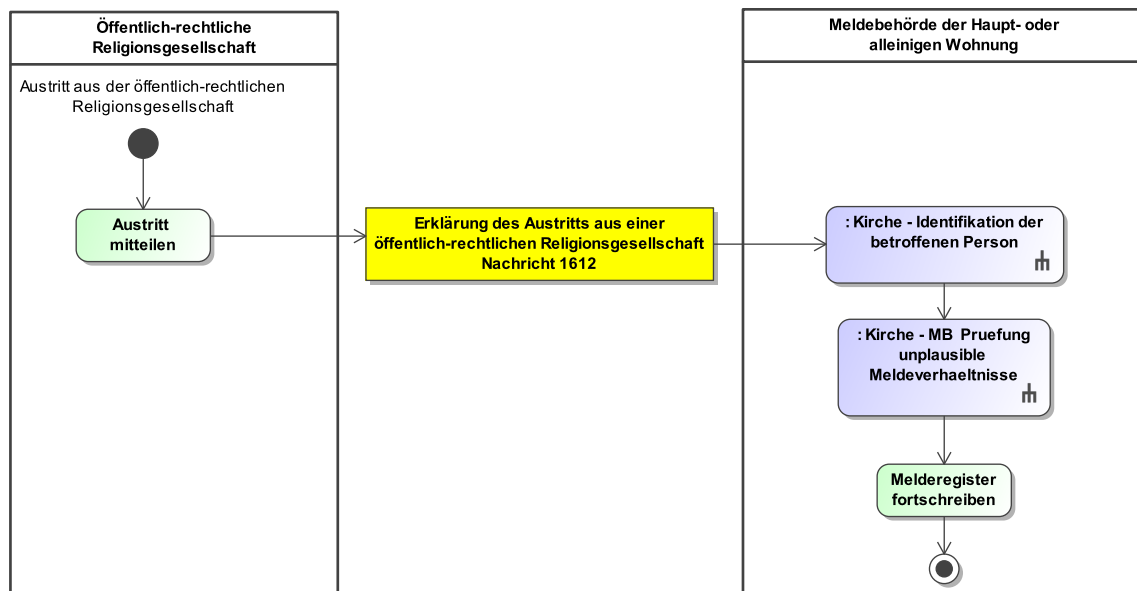 Öffentlich-rechtliche
Religionsgesellschaft
Austritt aus der öffentlich-rechtlichen
Religionsgesellschaft
Austritt
mitteilen
Erklärung des Austritts aus einer
öffentlich-rechtlichen Religionsgesellschaft
Nachricht 1612
Meldebehörde der Haupt- oder
alleinigen Wohnung
: Kirche - Identifikation der
betroffenen Person
: Kirche - MB Pruefung
unplausible
Meldeverhaeltnisse
Melderegister
fortschreiben